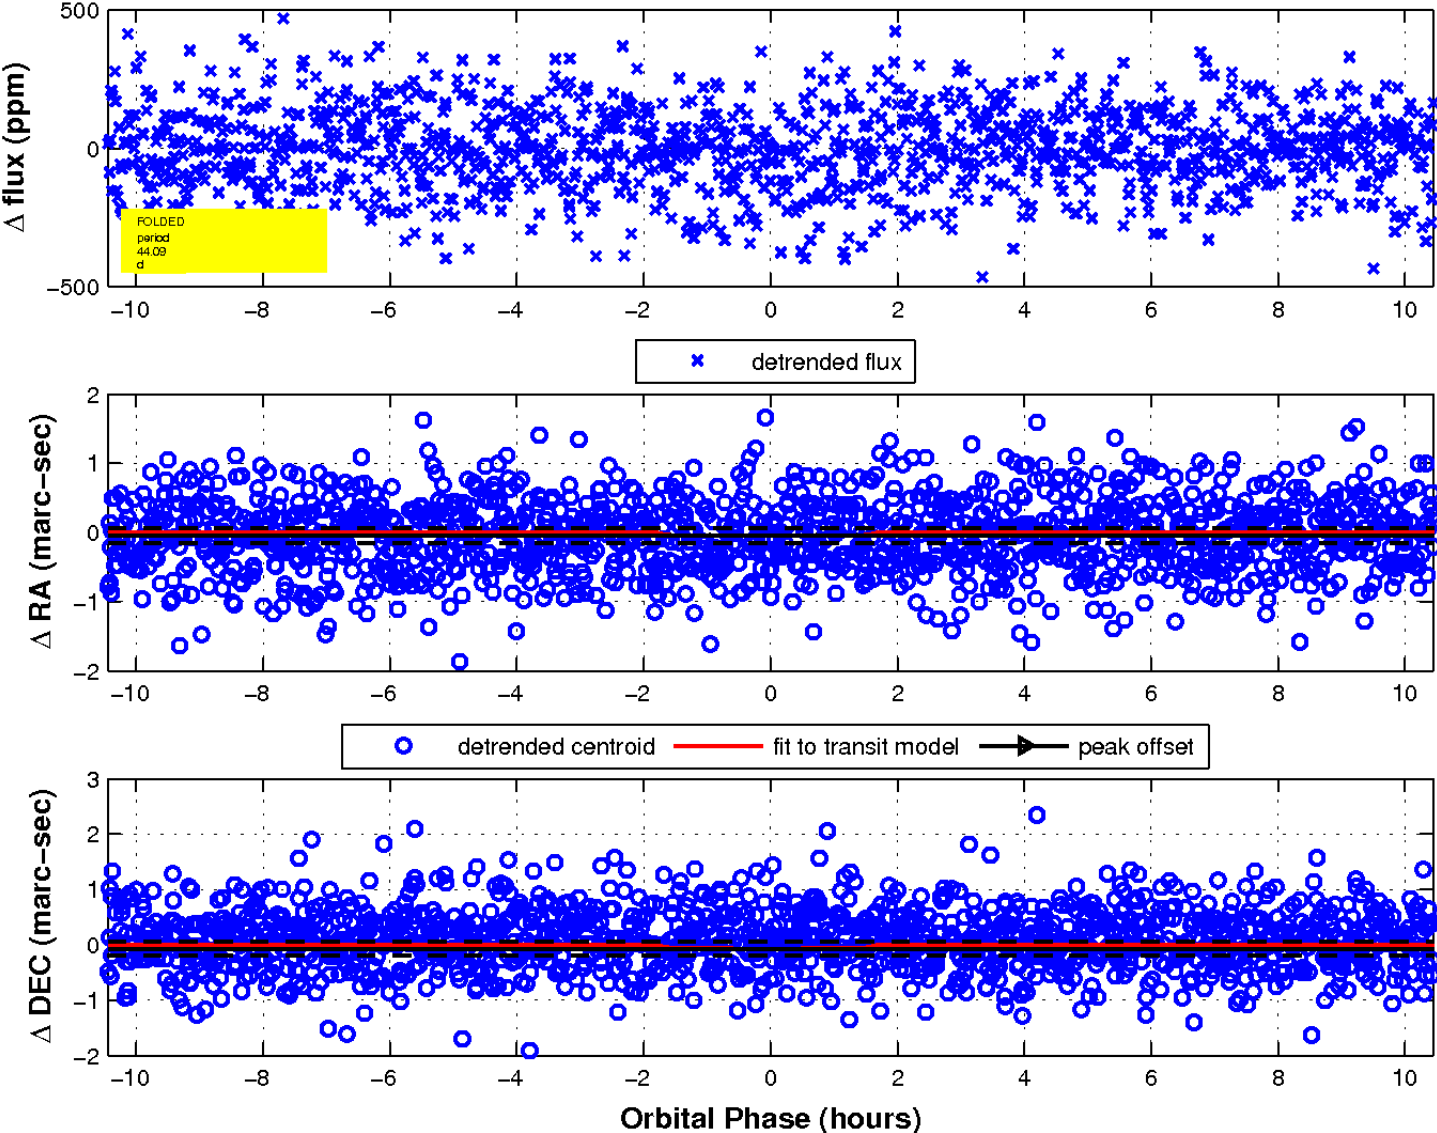 Δ flux (ppm)
500
0
−500
FOLDED
period
44.09
d
−10 −8 −6 −4 −2 0 2 4 6 8 10
detrended flux
Δ RA (marc−sec)
2
1
0
−1
−2
−10 −8 −6 −4 −2 0 2 4 6 8 10
detrended centroid fit to transit model peak offset
Δ DEC (marc−sec)
3
2
1
0
−1
−2
−10 −8 −6 −4 −2 0 2 4 6 8 10
Orbital Phase (hours)